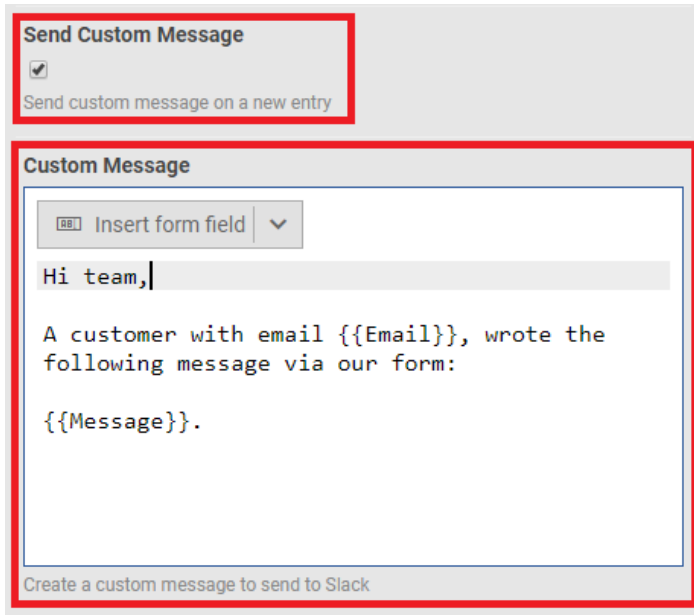 Send Custom Message
Send custom message on a new entry
Custom Message
Insert form field
Hi team,
A customer with email {{Email}}, wrote the
following message via our form:
{{Message}}.
Create a custom message to send to Slack